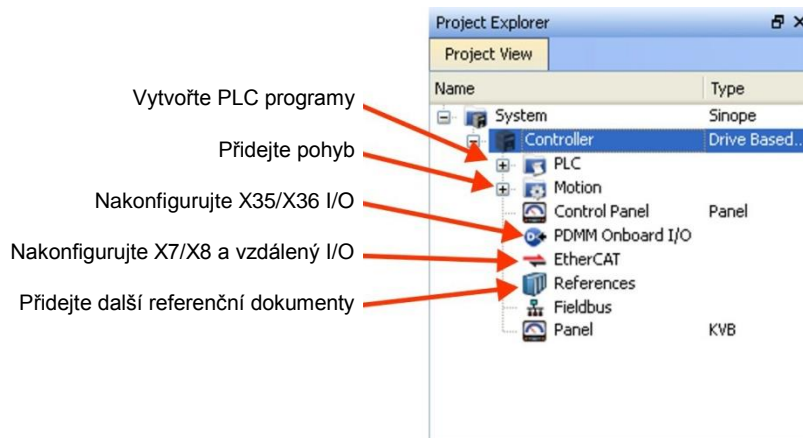 Project Explorer
Project View
Name Type
Vytvořte PLC programy
Přidejte pohyb
Nakonfigurujte X35/X36 I/O
Nakonfigurujte X7/X8 a vzdálený I/O
Přidejte další referenční dokumenty
System Sinope
Controller Drive Based..
PLC
Motion
Control Panel Panel
PDMM Onboard I/O
EtherCAT
References
Fieldbus
Panel KVB